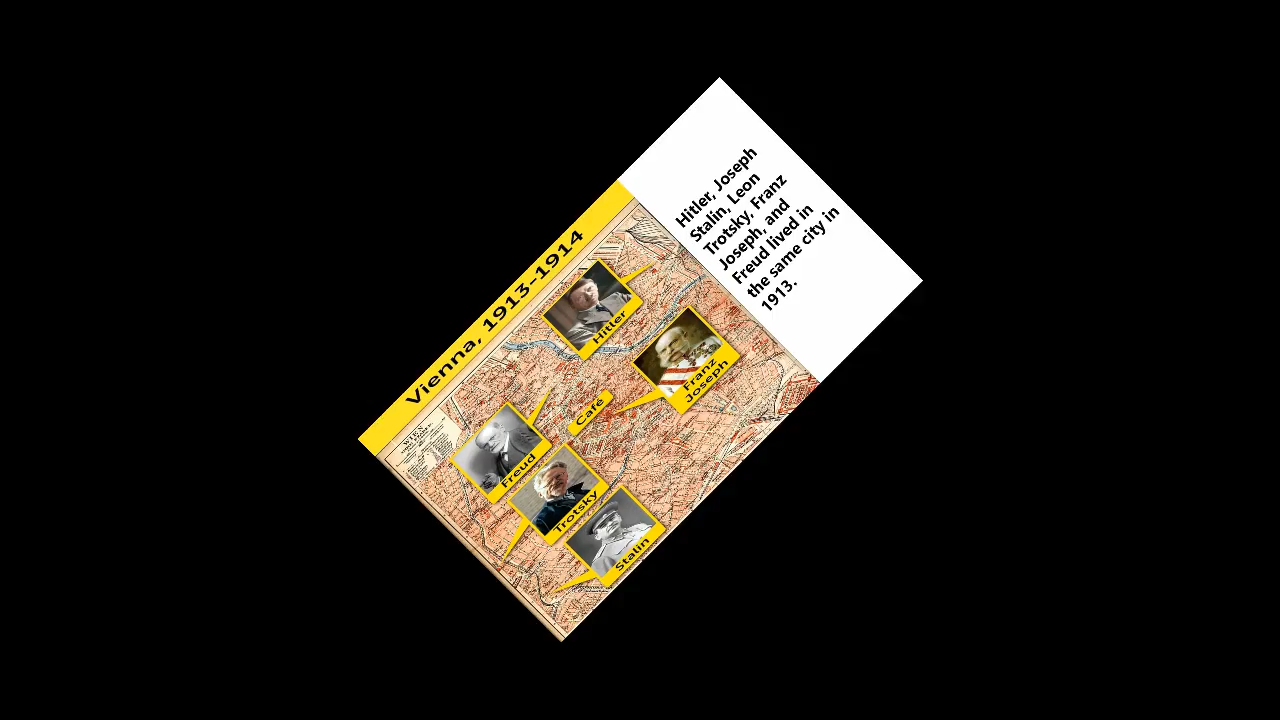 Vienna, 1913-1914
Hitler
Franz
Joseph
Café
Freud
Trotsky
Stalin
WIEN
Hitler, Joseph
Stalin, Leon
Trotsky, Franz
Joseph, and
Freud lived in
the same city in
1913.